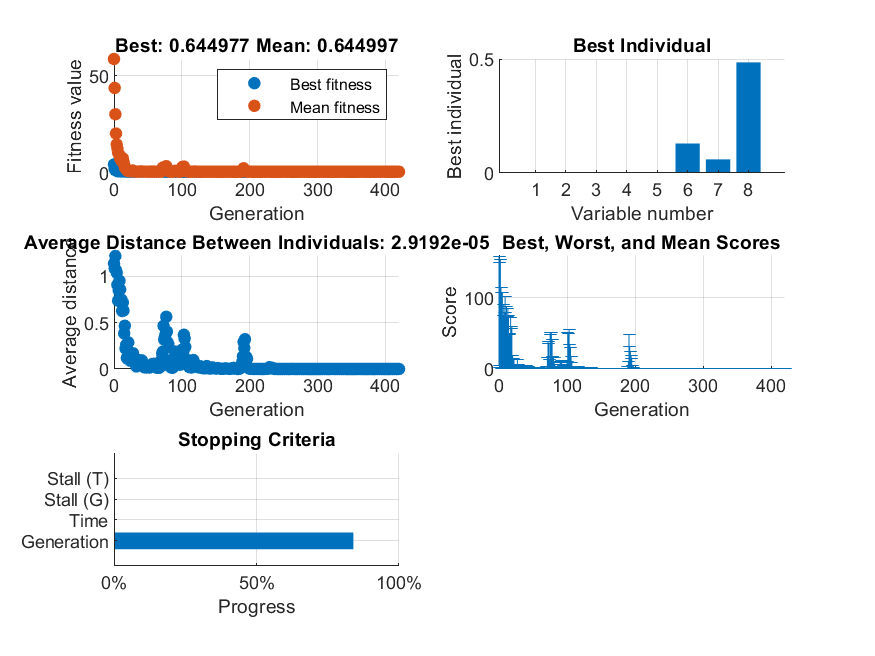 Best: 0.644977 Mean: 0.644997
Fitness value
50
0
Best fitness
Mean fitness
0 100 200 300 400
Generation
Best Individual
Best individual
0.5
0
1 2 3 4 5 6 7 8
Variable number
Average Distance Between Individuals: 2.9192e-05
Average distance
1
0.5
0
0 100 200 300 400
Generation
Best, Worst, and Mean Scores
Score
100
0
0 100 200 300 400
Generation
Stopping Criteria
Stall (T)
Stall (G)
Time
Generation
0% 50% 100%
Progress